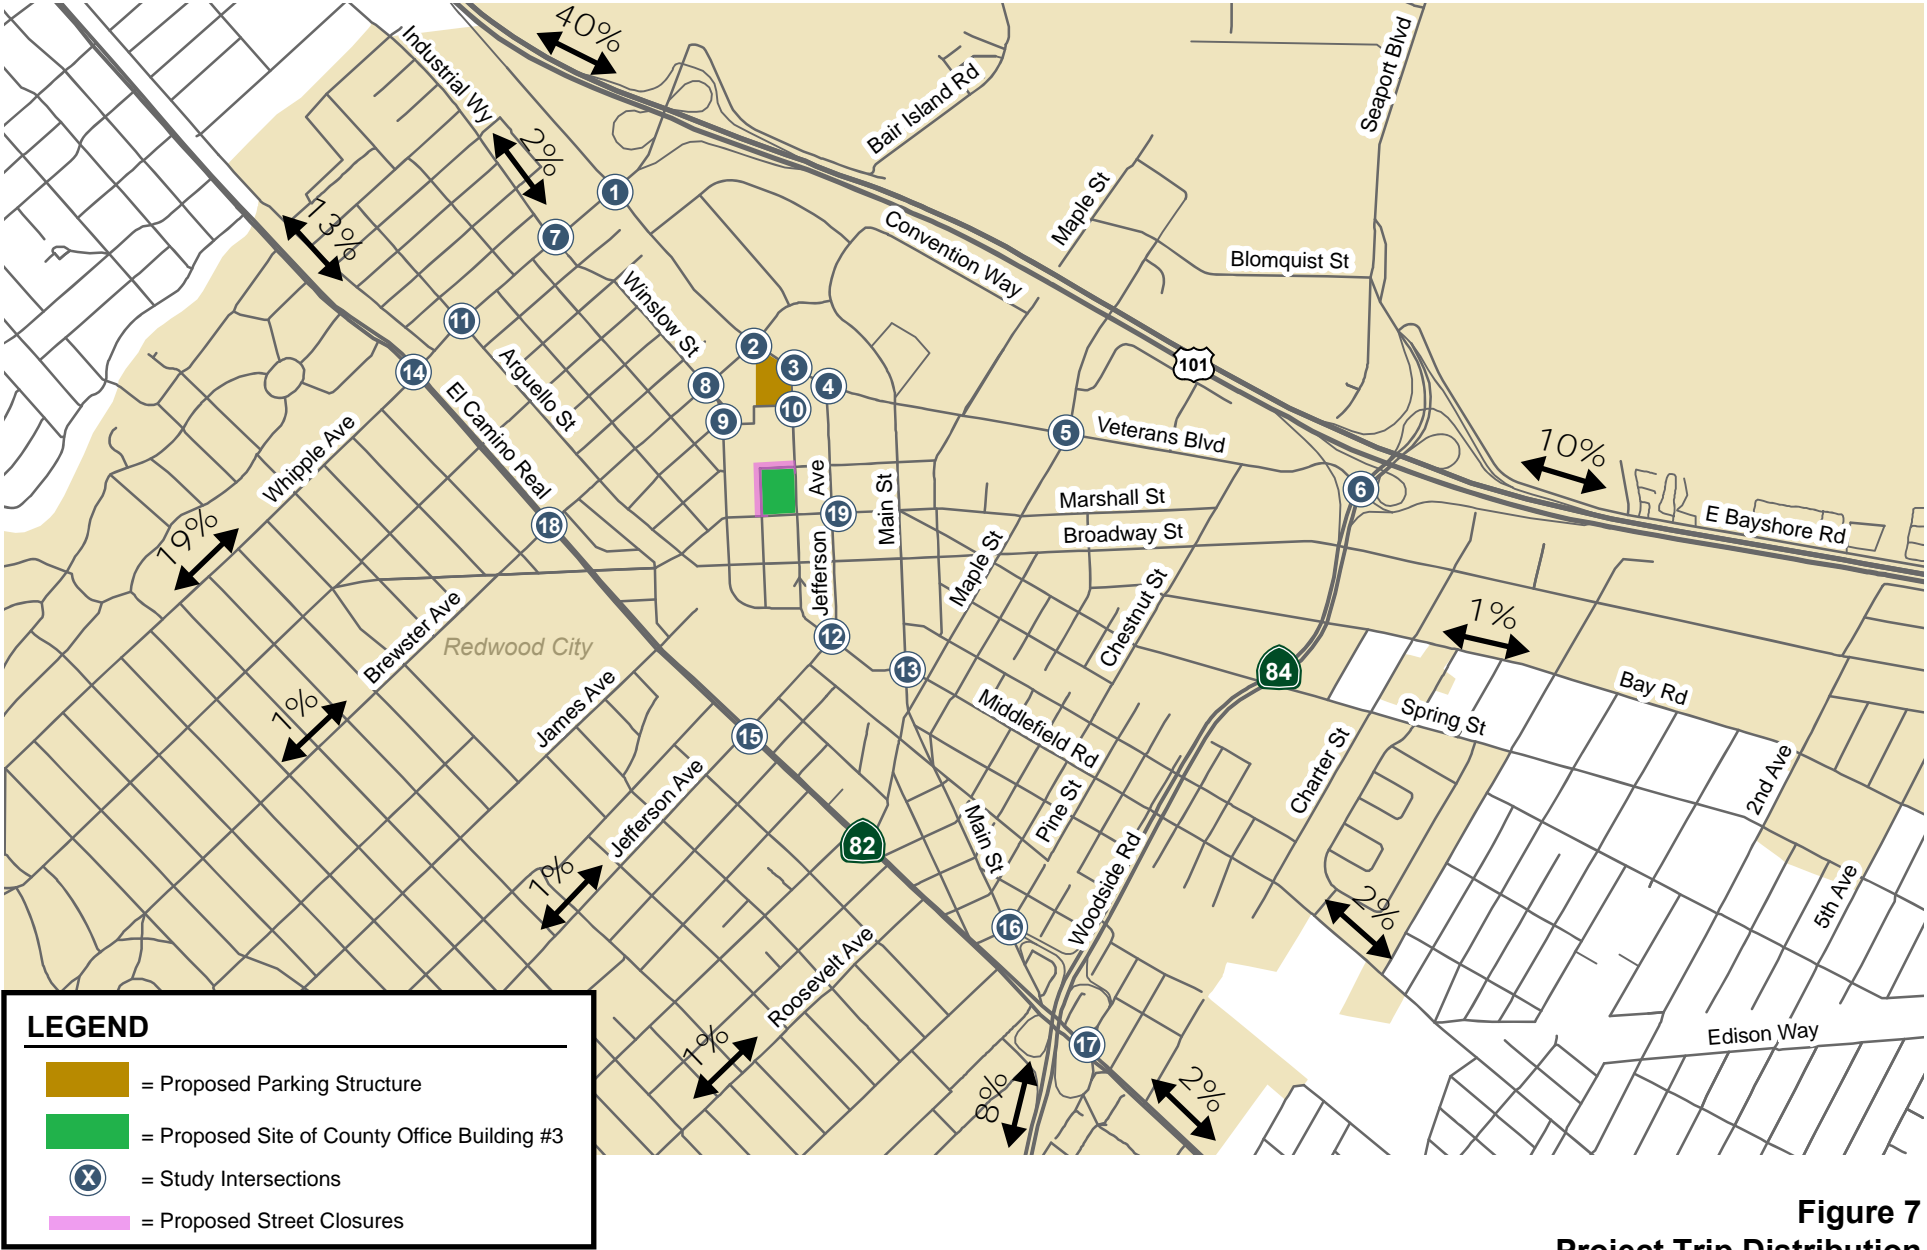 40%
Industrial Wy
Bair Island Rd
Seaport Blvd
2%
1
13%
7
Maple St
Convention Way
Blomquist St
Winslow St
11
2
3
101
14
Arguello St
8
4
El Camino Real
9
10
5
Veterans Blvd
10%
Whipple Ave
Ave
Main St
6
Marshall St
19
18
Broadway St
E Bayshore Rd
19%
Jefferson
Maple St
Chestnut St
1%
Brewster Ave
Redwood City
12
13
84
Bay Rd
1%
James Ave
Middlefield Rd
Spring St
15
Charter St
2nd Ave
Jefferson Ave
Pine St
Main St
82
Woodside Rd
1%
5th Ave
2%
16
Roosevelt Ave
1%
17
Edison Way
8%
2%
LEGEND
= Proposed Parking Structure
= Proposed Site of County Office Building #3
X = Study Intersections
= Proposed Street Closures
Figure 7
Project Trip Distribution